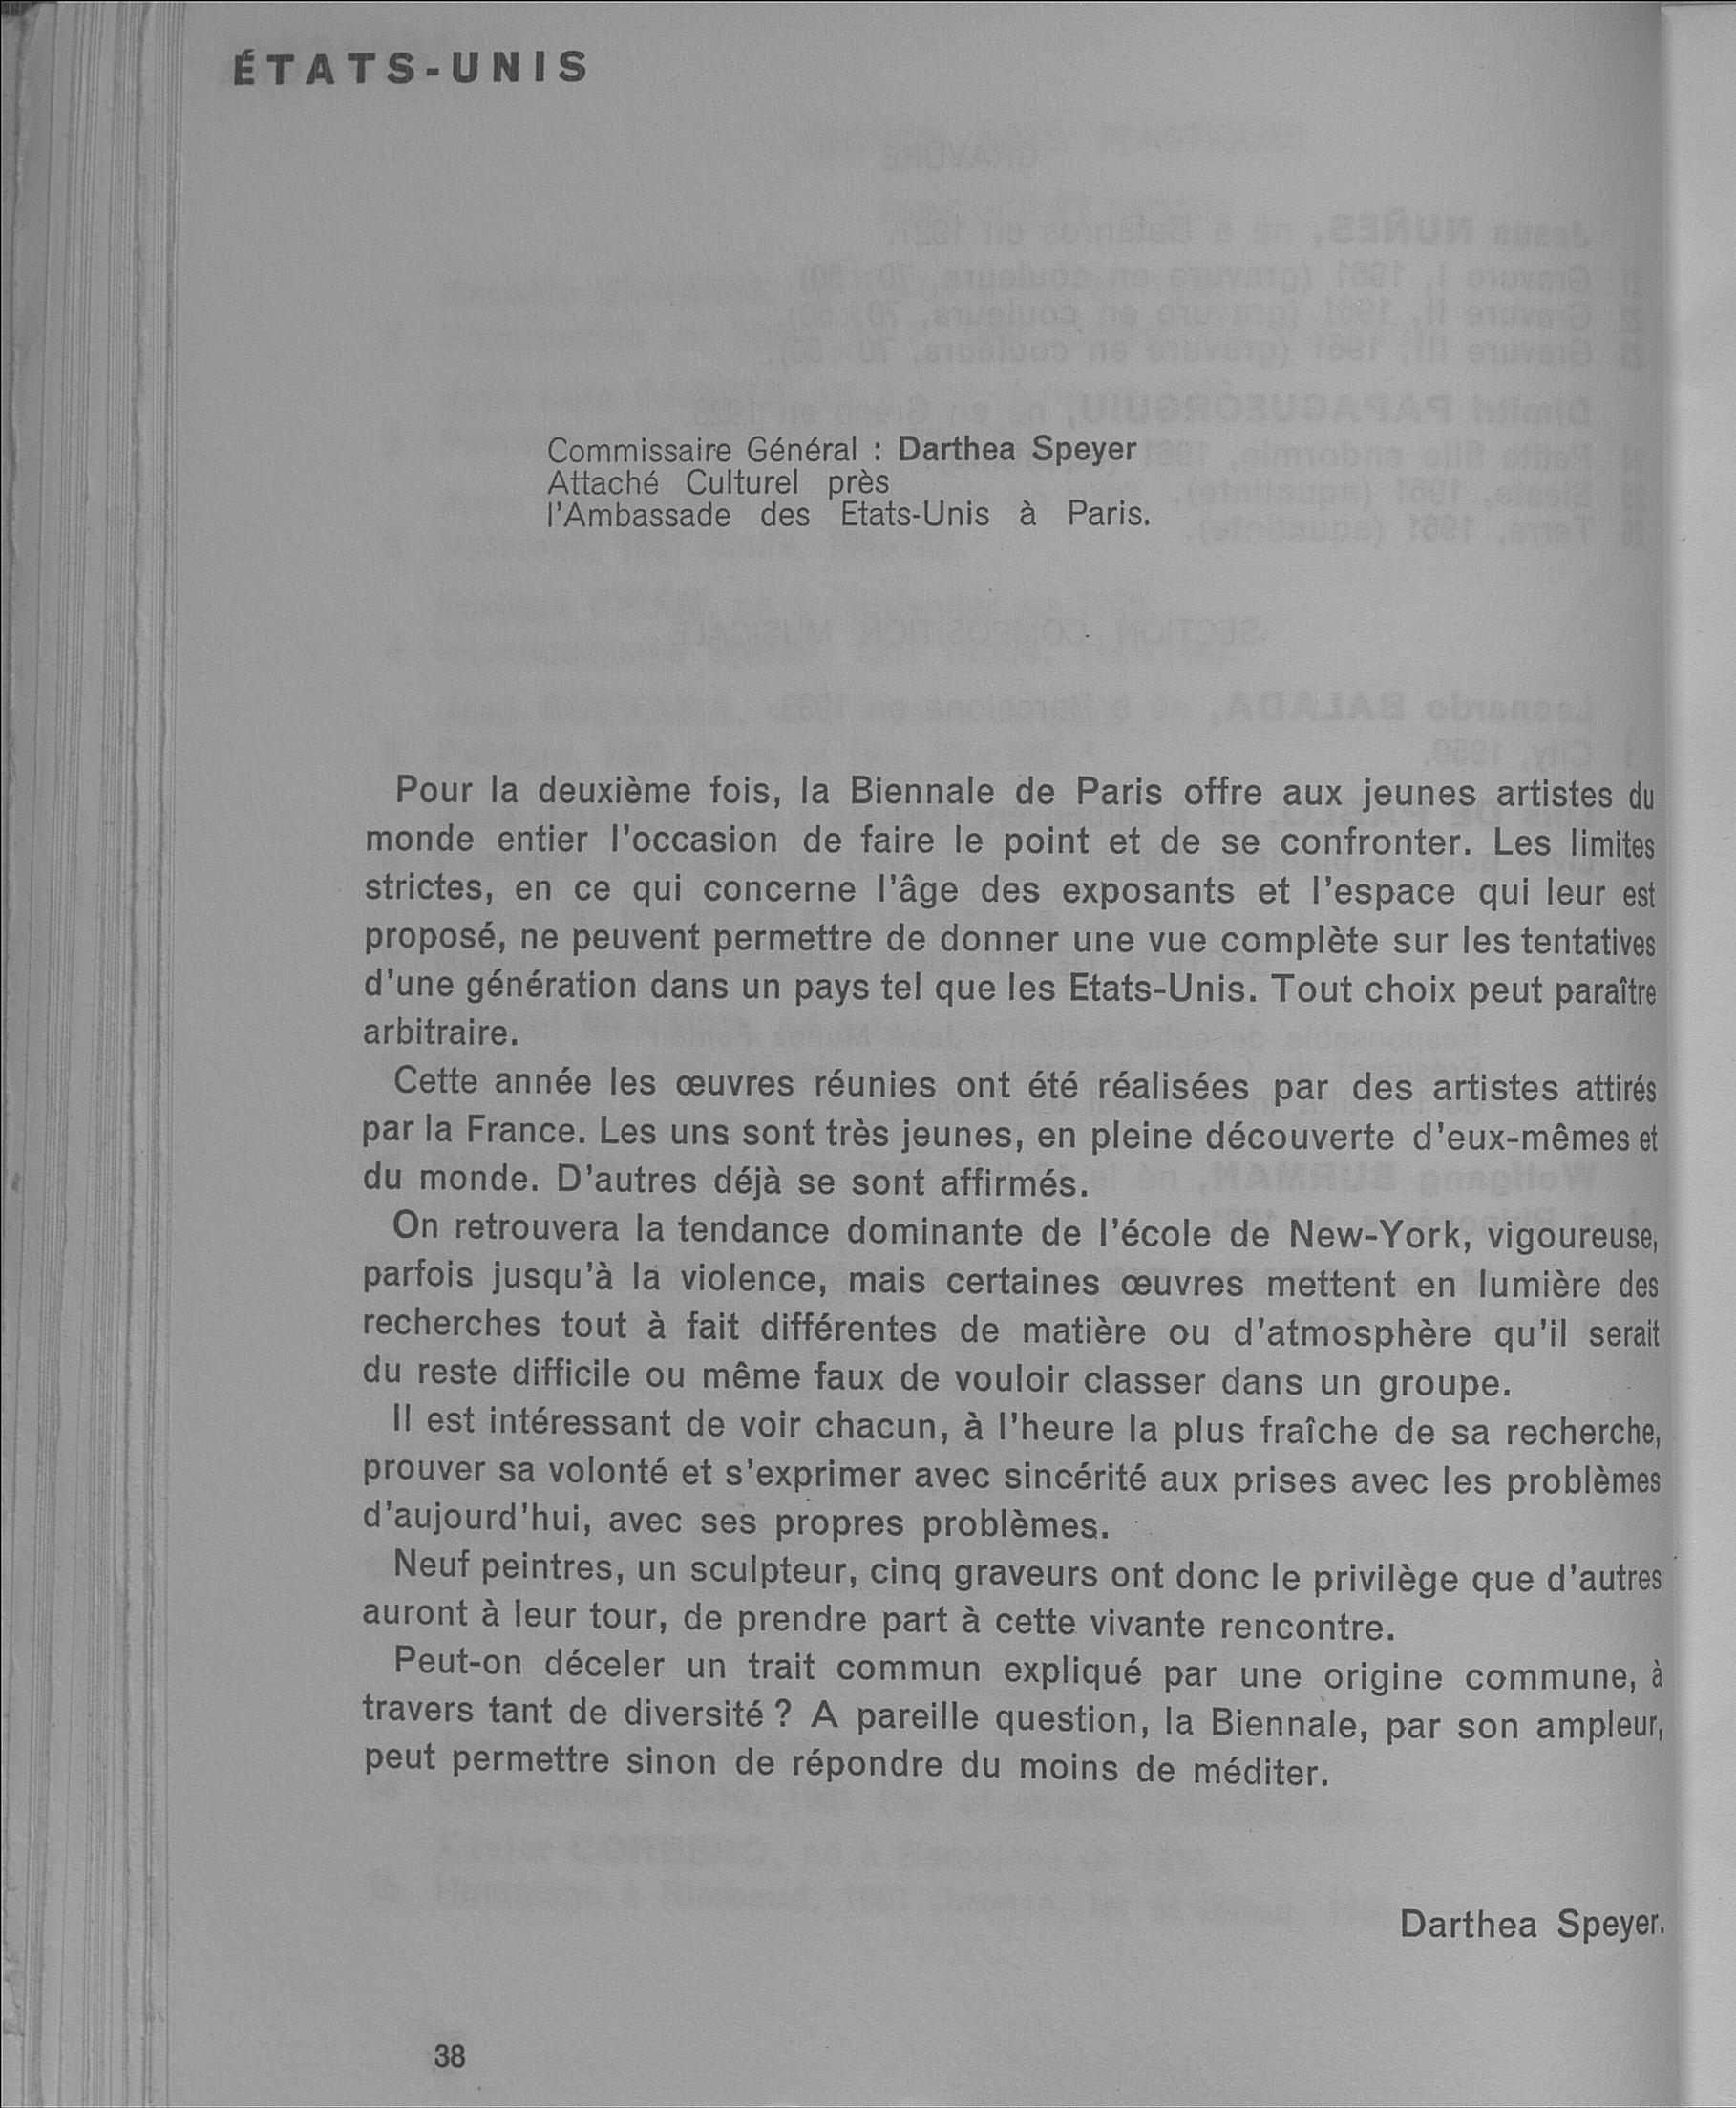 ÉTATS-UNIS
Commissaire Général : Darthea Speyer
Attaché Culturel près
l'Ambassade des Etats-Unis à Paris.
Pour la deuxième fois, la Biennale de Paris offre aux jeunes artistes du
monde entier l'occasion de faire le point et de se confronter. Les limites
strictes, en ce qui concerne l'âge des exposants et l'espace qui leur est
proposé, ne peuvent permettre de donner une vue complète sur les tentatives
d'une génération dans un pays tel que les Etats-Unis. Tout choix peut paraître
arbitraire.
Cette année les œuvres réunies ont été réalisées par des artistes attirés
par la France. Les uns sont très jeunes, en pleine découverte d'eux-mêmes et
du monde. D'autres déjà se sont affirmés.
On retrouvera la tendance dominante de l'école de New-York, vigoureuse,
parfois jusqu'à la violence, mais certaines œuvres mettent en lumière des
recherches tout à fait différentes de matière ou d'atmosphère qu'il serait
du reste difficile ou même faux de vouloir classer dans un groupe.
Il est intéressant de voir chacun, à l'heure la plus fraîche de sa recherche,
prouver sa volonté et s'exprimer avec sincérité aux prises avec les problèmes
d'aujourd'hui, avec ses propres problèmes.
Neuf peintres, un sculpteur, cinq graveurs ont donc le privilège que d'autres
auront à leur tour, de prendre part à cette vivante rencontre.
Peut-on déceler un trait commun expliqué par une origine commune, à
travers tant de diversité ? A pareille question, la Biennale, par son ampleur,
peut permettre sinon de répondre du moins de méditer.
Darthea Speyer.
38